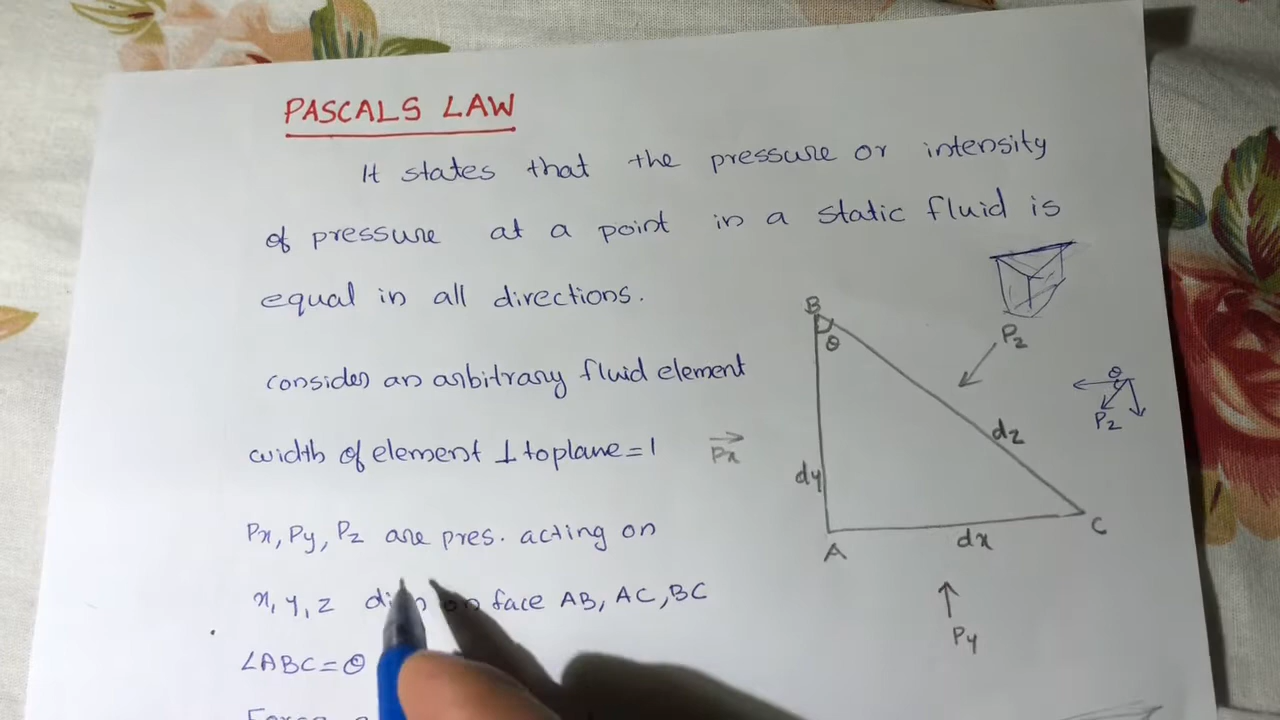 PASCALS LAW
It states that the pressure or intensity
of pressure at a point in a static fluid is
equal in all directions.
consider an arbitrary fluid element
width of element ⊥ to plane = 1
Px, Py, Pz are pres. acting on
x, y, z on face AB, AC, BC
∠ABC = θ
B
θ
Pz
dz
Px
dy
A
dx
C
Py
θ
Pz